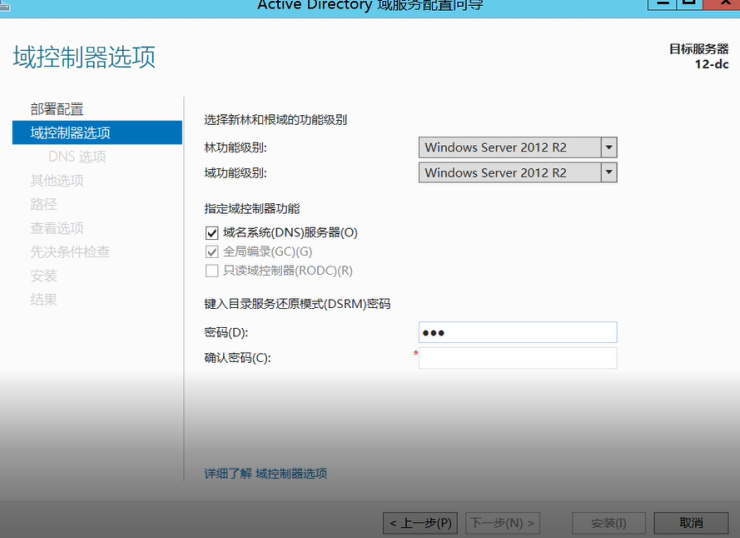 Active Directory 域服务配置向导
域控制器选项
目标服务器
12-dc
部署配置
域控制器选项
DNS 选项
其他选项
路径
查看选项
先决条件检查
安装
结果
选择新林和根域的功能级别
林功能级别: Windows Server 2012 R2
域功能级别: Windows Server 2012 R2
指定域控制器功能
域名系统(DNS)服务器(O)
全局编录(GC)(G)
只读域控制器(RODC)(R)
键入目录服务还原模式(DSRM)密码
密码(D): ●●●
确认密码(C): *
详细了解 域控制器选项
< 上一步(P) 下一步(N) > 安装(I) 取消